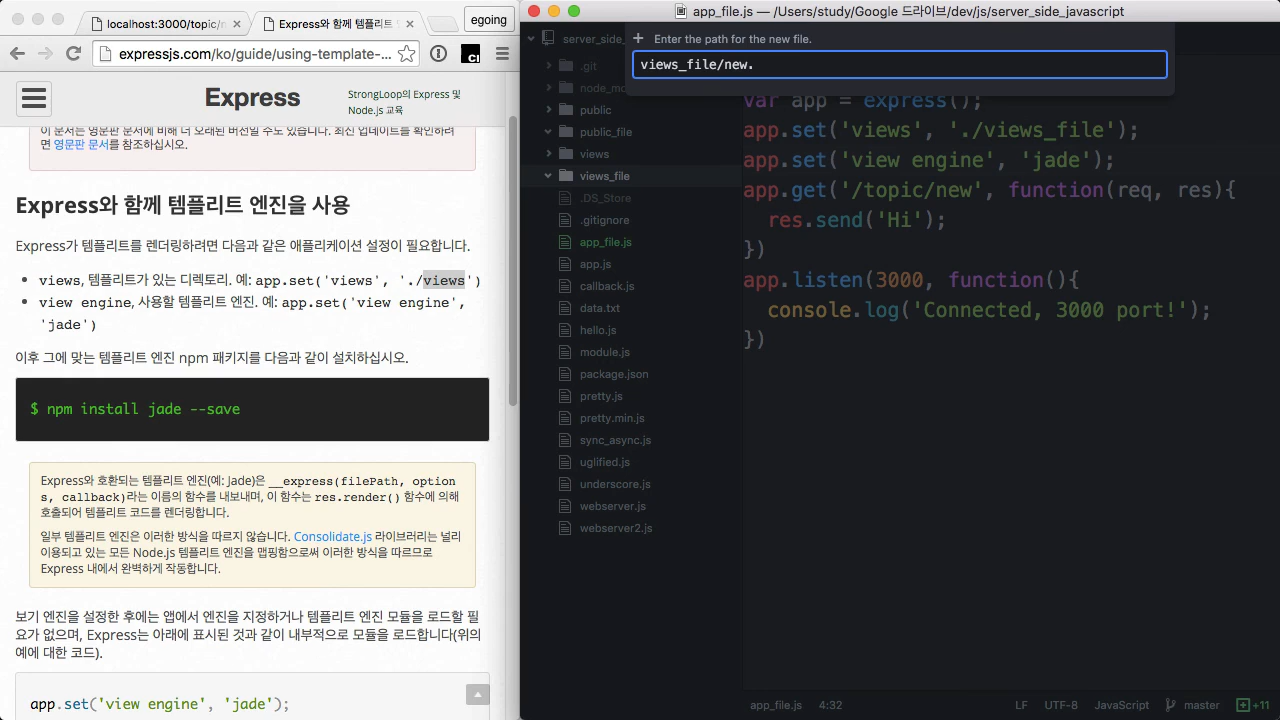 localhost:3000/topic/n
Express와 함께 템플리트 엔진
egoing
expressjs.com/ko/guide/using-template-...
Express
StrongLoop의 Express 및
Node.js 교육
이 문서는 영문판 문서에 비해 더 오래된 버전일 수도 있습니다. 최신 업데이트를 확인하려
면 영문판 문서를 참조하십시오.
Express와 함께 템플리트 엔진을 사용
Express가 템플리트를 렌더링하려면 다음과 같은 애플리케이션 설정이 필요합니다.
views, 템플리트가 있는 디렉토리. 예: app.set('views', './views')
view engine, 사용할 템플리트 엔진. 예: app.set('view engine',
'jade')
이후 그에 맞는 템플리트 엔진 npm 패키지를 다음과 같이 설치하십시오.
$ npm install jade --save
Express와 호환되는 템플리트 엔진(예: Jade)은 __express(filePath, option
s, callback)라는 이름의 함수를 내보내며, 이 함수는 res.render() 함수에 의해
호출되어 템플리트 코드를 렌더링합니다.
일부 템플리트 엔진은 이러한 방식을 따르지 않습니다. Consolidate.js 라이브러리는 널리
이용되고 있는 모든 Node.js 템플리트 엔진을 맵핑함으로써 이러한 방식을 따르므로
Express 내에서 완벽하게 작동합니다.
보기 엔진을 설정한 후에는 앱에서 엔진을 지정하거나 템플리트 엔진 모듈을 로드할 필
요가 없으며, Express는 아래에 표시된 것과 같이 내부적으로 모듈을 로드합니다(위의
예에 대한 코드).
app.set('view engine', 'jade');
app_file.js — /Users/study/Google 드라이브/dev/js/server_side_javascript
Enter the path for the new file.
views_file/new.
server_side_
.git
node_mo
public
public_file
views
views_file
.DS_Store
.gitignore
app_file.js
app.js
callback.js
data.txt
hello.js
module.js
package.json
pretty.js
pretty.min.js
sync_async.js
uglified.js
underscore.js
webserver.js
webserver2.js
var app = express();
app.set('views', './views_file');
app.set('view engine', 'jade');
app.get('/topic/new', function(req, res){
res.send('Hi');
})
app.listen(3000, function(){
console.log('Connected, 3000 port!');
})
app_file.js 4:32
LF UTF-8 JavaScript master +11